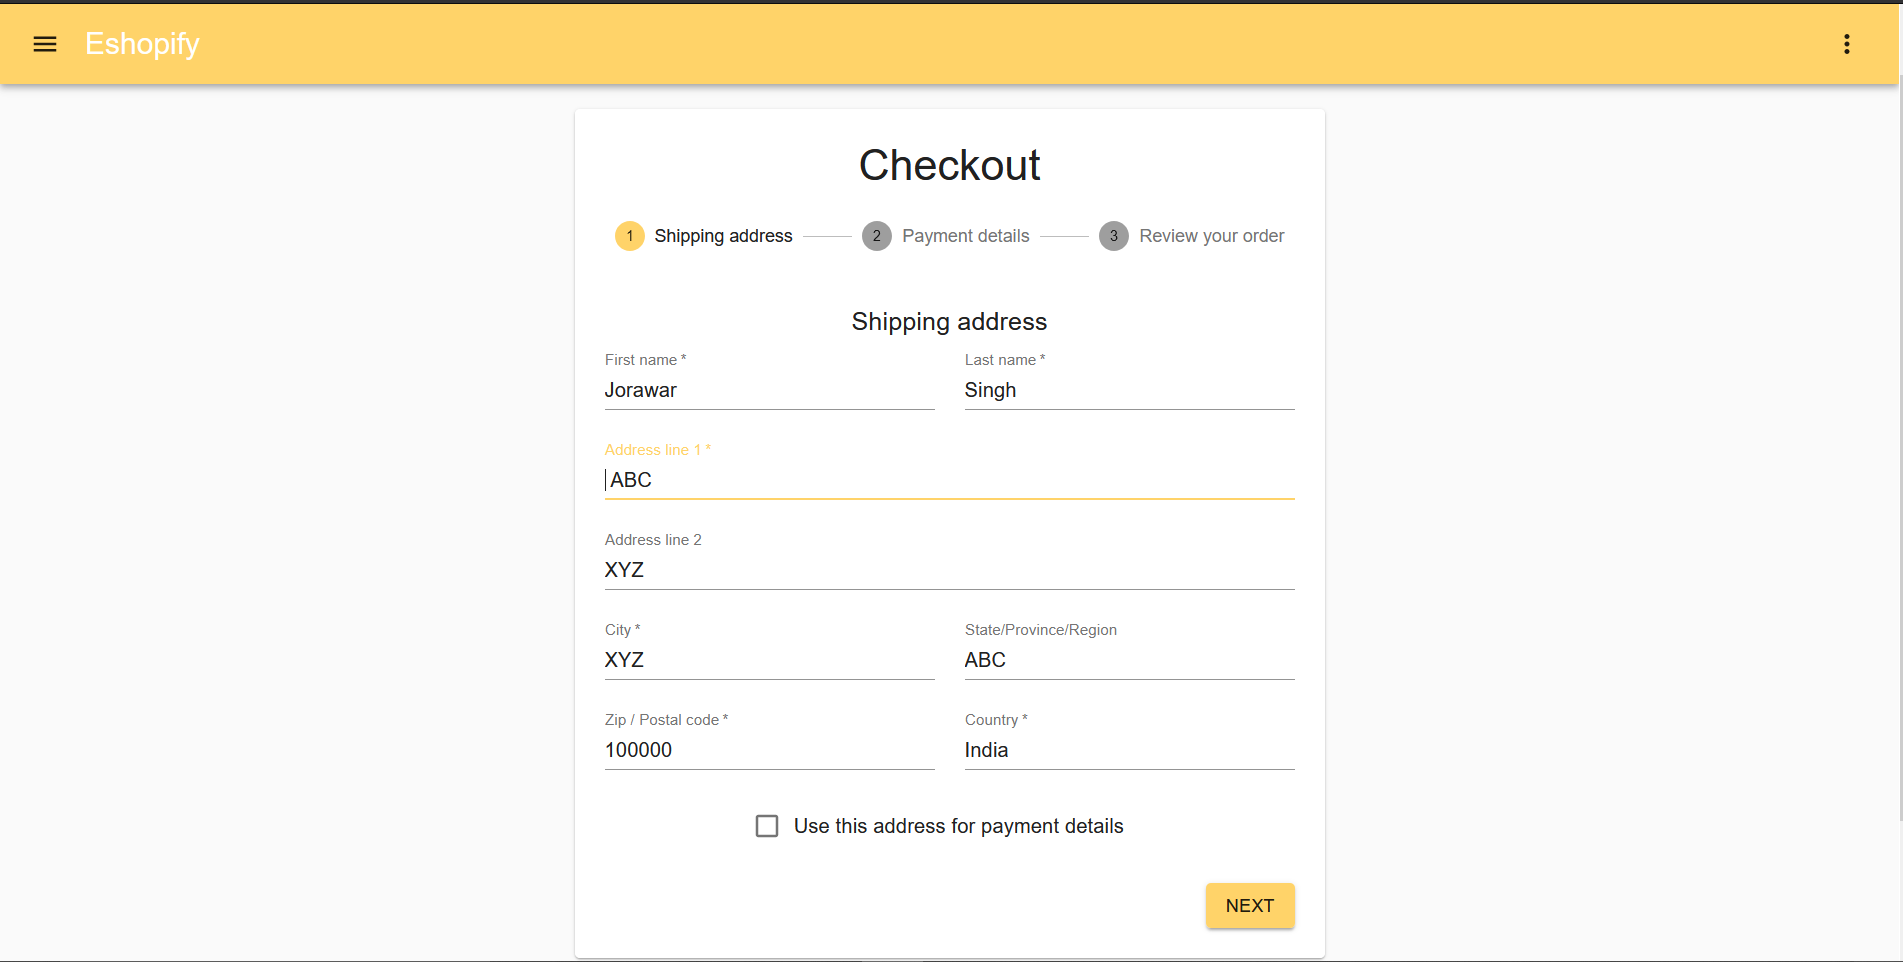 Eshopify
Checkout
1 Shipping address 2 Payment details 3 Review your order
Shipping address
First name * Last name *
Jorawar Singh
Address line 1 *
ABC
Address line 2
XYZ
City * State/Province/Region
XYZ ABC
Zip / Postal code * Country *
100000 India
Use this address for payment details
NEXT